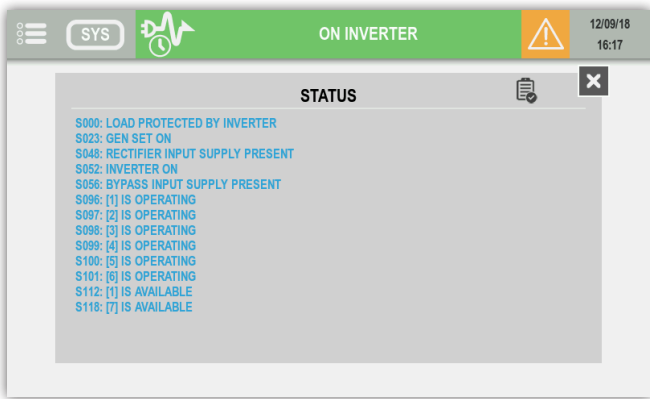 SYS
ON INVERTER
12/09/18
16:17
STATUS
S000: LOAD PROTECTED BY INVERTER
S023: GEN SET ON
S048: RECTIFIER INPUT SUPPLY PRESENT
S052: INVERTER ON
S056: BYPASS INPUT SUPPLY PRESENT
S096: [1] IS OPERATING
S097: [2] IS OPERATING
S098: [3] IS OPERATING
S099: [4] IS OPERATING
S100: [5] IS OPERATING
S101: [6] IS OPERATING
S112: [1] IS AVAILABLE
S118: [7] IS AVAILABLE